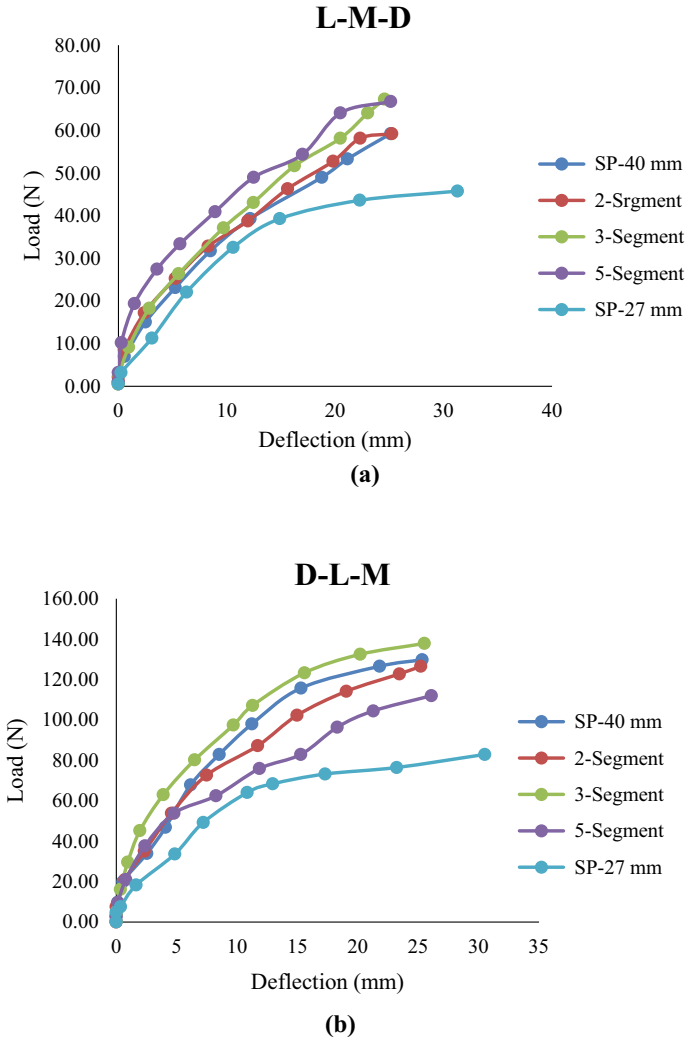 L-M-D
80.00
70.00
60.00
50.00
40.00
30.00
20.00
10.00
0.00
Load (N )
0 10 20 30 40
Deflection (mm)
SP-40 mm
2-Srgment
3-Segment
5-Segment
SP-27 mm
(a)
D-L-M
160.00
140.00
120.00
100.00
80.00
60.00
40.00
20.00
0.00
Load (N)
0 5 10 15 20 25 30 35
Deflection (mm)
SP-40 mm
2-Segment
3-Segment
5-Segment
SP-27 mm
(b)